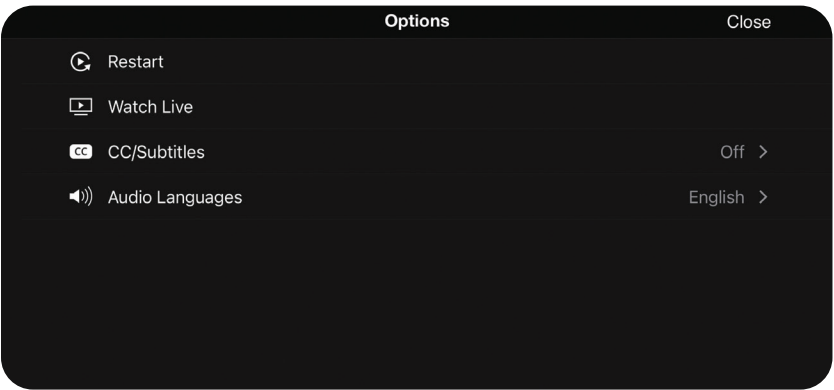 Options Close
Restart
Watch Live
CC CC/Subtitles Off
Audio Languages English